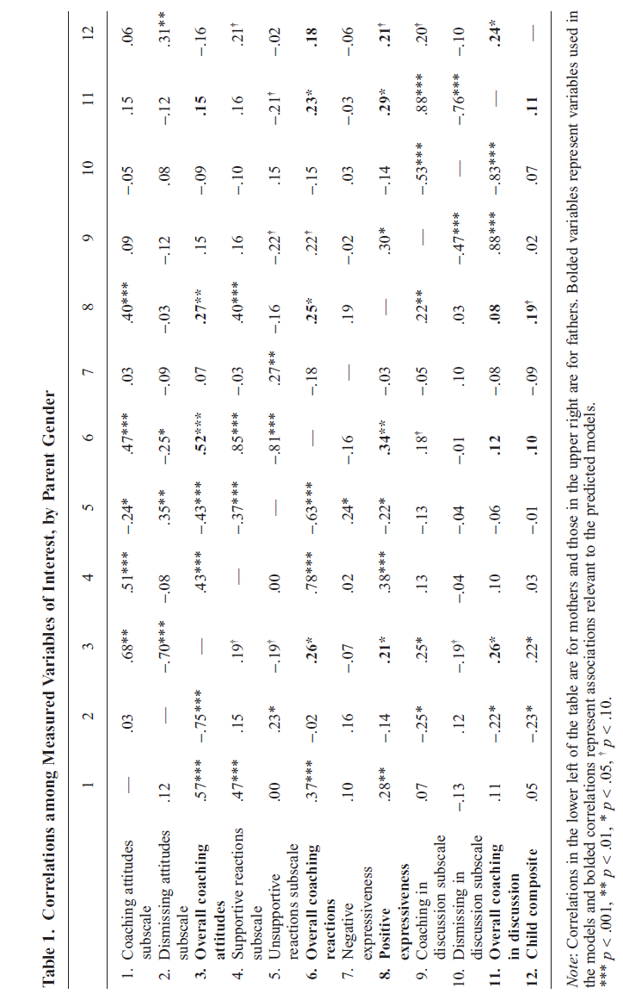 Table 1. Correlations among Measured Variables of Interest, by Parent Gender
1 2 3 4 5 6 7 8 9 10 11 12
1. Coaching attitudes — .03 .68** .51*** −.24* .47*** .03 .40*** .09 −.05 .15 .06
subscale
2. Dismissing attitudes .12 — −.70*** −.08 .35** −.25* −.09 −.03 −.12 .08 −.12 −.31**
subscale
3. Overall coaching .57*** −.75*** — .43*** −.43*** .52*** .07 .27** .15 −.09 .15 −.16
attitudes
4. Supportive reactions .47*** .15 .19† — −.37*** .85*** −.03 .40*** .16 −.10 .16 .21†
subscale
5. Unsupportive .00 .23* −.19† .00 — −.81*** .27** −.16 −.22† .15 −.21† −.02
reactions subscale
6. Overall coaching .37*** −.02 .26* .78*** −.63*** — −.18 .25* .22† −.15 .23* .18
reactions
7. Negative .10 .16 −.07 .02 .24* −.16 — .19 −.02 .03 −.03 −.06
expressiveness
8. Positive .28** −.14 .21* .38*** −.22* .34** −.03 — .30* −.14 .29* .21†
expressiveness
9. Coaching in .07 −.25* .25* .13 −.13 .18† −.05 .22** — −.53*** .88*** .20†
discussion subscale
10. Dismissing in −.13 .12 −.19† −.04 −.04 −.01 .10 .03 −.47*** — −.76*** −.10
discussion subscale
11. Overall coaching .11 −.22* .26* .10 −.06 .12 −.08 .08 .88*** −.83*** — .24*
in discussion
12. Child composite .05 −.23* .22* .03 −.01 .10 −.09 .19† .02 .07 .11 —
Note: Correlations in the lower left of the table are for mothers and those in the upper right are for fathers. Bolded variables represent variables used in
the models and bolded correlations represent associations relevant to the predicted models.
*** p < .001, ** p < .01, * p < .05, † p < .10.